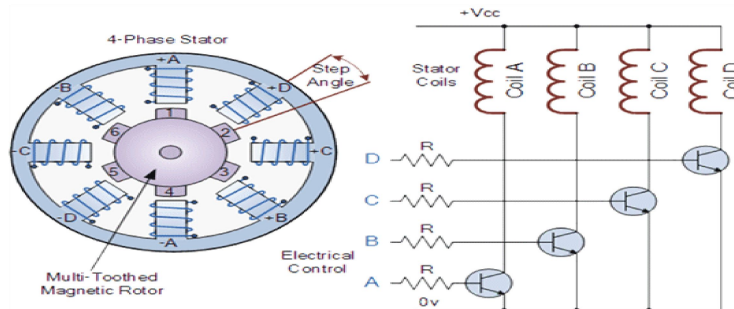 4-Phase Stator
+A
-B
+D
Step
Angle
-C
+C
1
6
2
5
3
4
-D
+B
-A
Multi-Toothed
Magnetic Rotor
Electrical
Control
+Vcc
Stator
Coils
Coil A
Coil B
Coil C
Coil D
D
R
C
R
B
R
A
R
0v